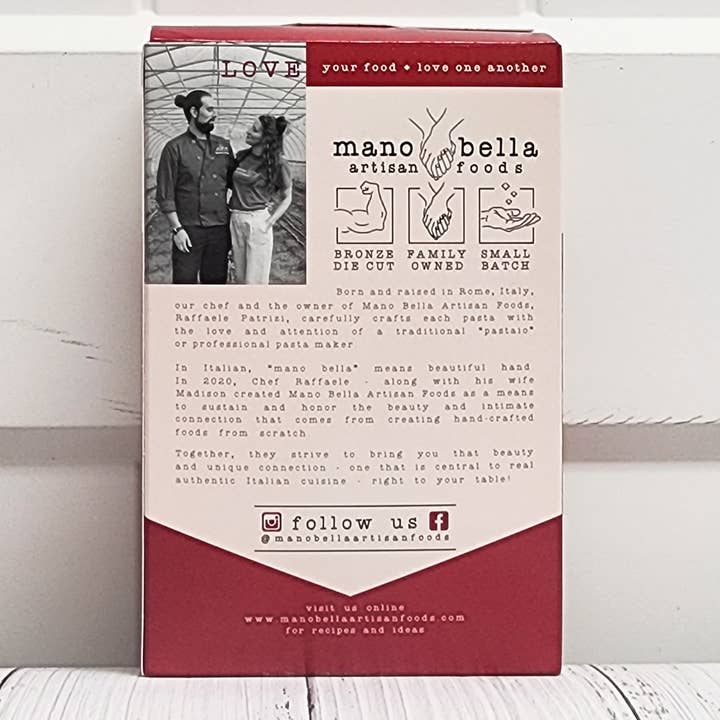 LOVE your food • love one another
mano bella
artisan foods
BRONZE DIE CUT
FAMILY OWNED
SMALL BATCH
Born and raised in Rome, Italy,
our chef and the owner of Mano Bella Artisan Foods,
Raffaele Patrizi, carefully crafts each pasta with
the love and attention of a traditional "pastaio"
or professional pasta maker
In Italian, "mano bella" means beautiful hand
In 2020, Chef Raffaele - along with his wife
Madison created Mano Bella Artisan Foods as a means
to sustain and honor the beauty and intimate
connection that comes from creating hand-crafted
foods from scratch.
Together, they strive to bring you that beauty
and unique connection - one that is central to real
authentic Italian cuisine - right to your table!
follow us
@manobellaartisanfoods
visit us online
www.manobellaartisanfoods.com
for recipes and ideas